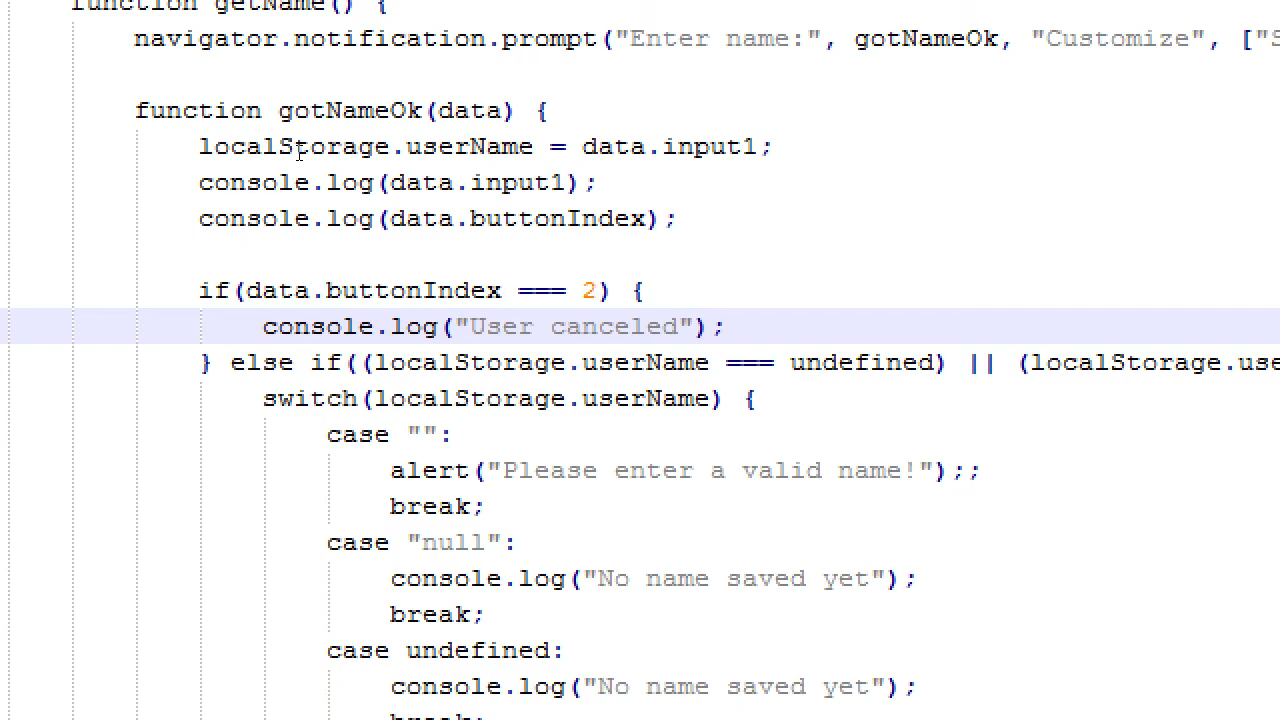 function getName() {
navigator.notification.prompt("Enter name:", gotNameOk, "Customize", ["S
function gotNameOk(data) {
localStorage.userName = data.input1;
console.log(data.input1);
console.log(data.buttonIndex);
if(data.buttonIndex === 2) {
console.log("User canceled");
} else if((localStorage.userName === undefined) || (localStorage.use
switch(localStorage.userName) {
case "":
alert("Please enter a valid name!");;
break;
case "null":
console.log("No name saved yet");
break;
case undefined:
console.log("No name saved yet");
break;